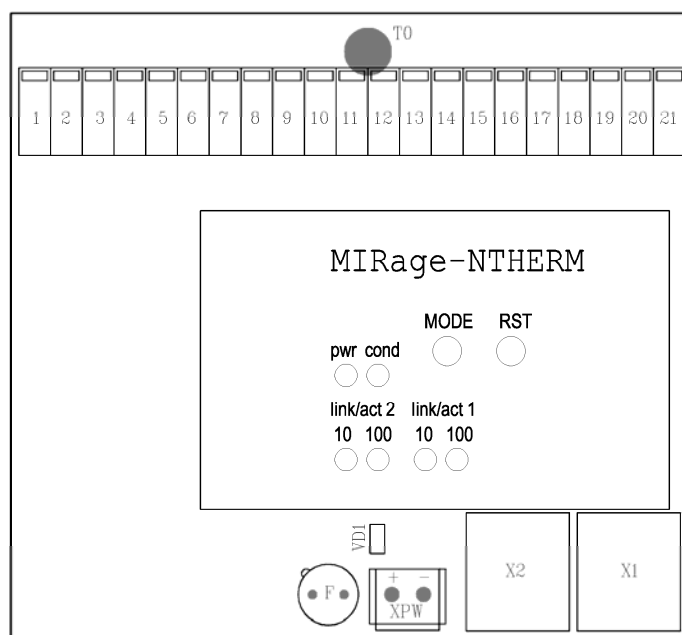 T0
1 2 3 4 5 6 7 8 9 10 11 12 13 14 15 16 17 18 19 20 21
MIRage-NTHERM
MODE RST
pwr cond
link/act 2 link/act 1
10 100 10 100
VD1
X2 X1
+ -
F
XPW